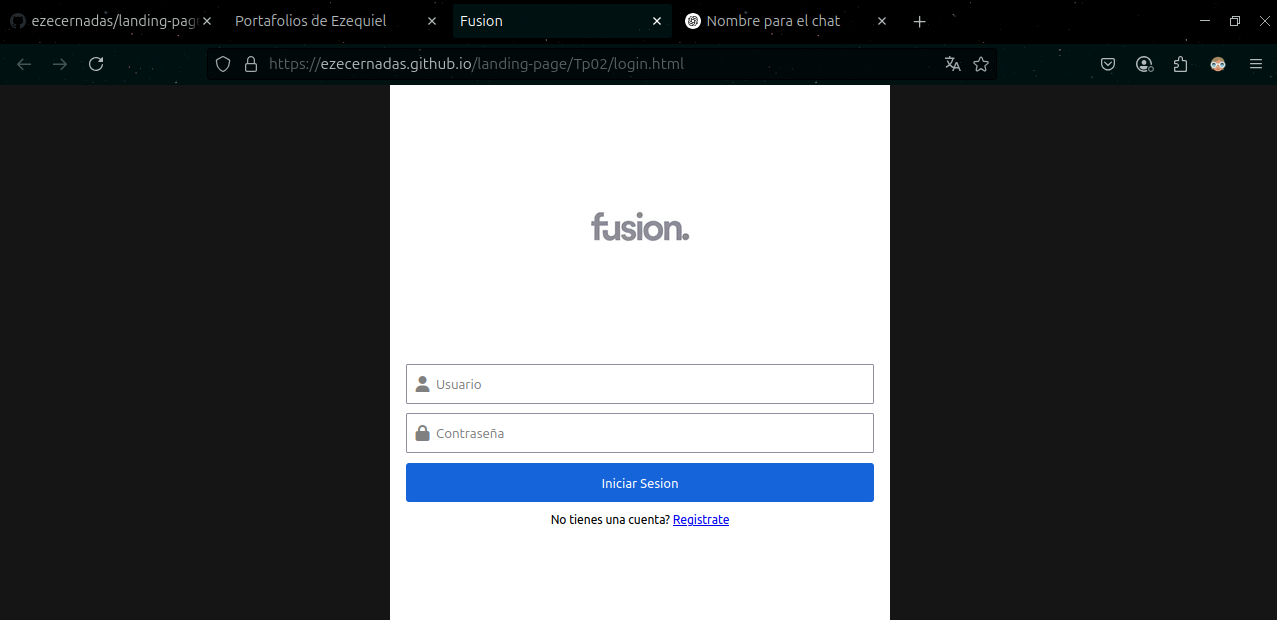 ezecernadas/landing-pag
Portafolios de Ezequiel
Fusion
Nombre para el chat
https://ezecernadas.github.io/landing-page/Tp02/login.html
fusion.
Usuario
Contraseña
Iniciar Sesion
No tienes una cuenta? Registrate